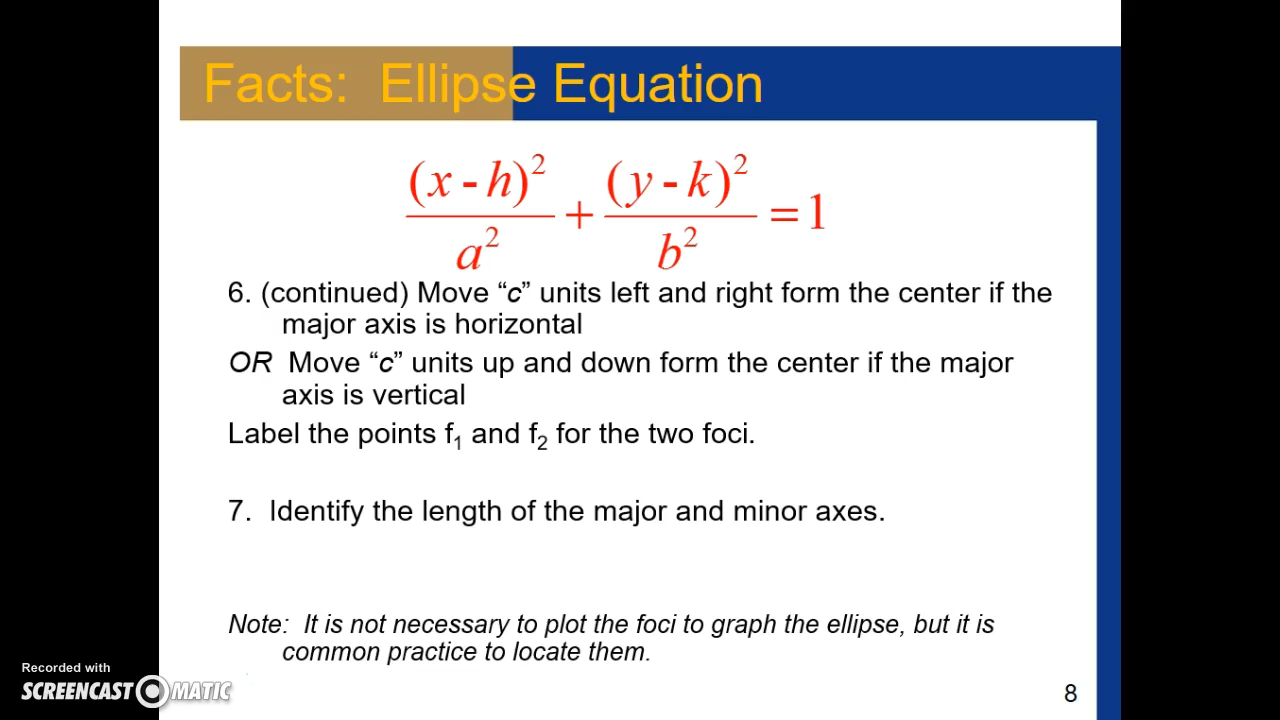 Facts: Ellipse Equation
(x - h)² / a² + (y - k)² / b² = 1
6. (continued) Move “c” units left and right form the center if the
major axis is horizontal
OR Move “c” units up and down form the center if the major
axis is vertical
Label the points f₁ and f₂ for the two foci.
7. Identify the length of the major and minor axes.
Note: It is not necessary to plot the foci to graph the ellipse, but it is
common practice to locate them.
Recorded with
SCREENCAST-O-MATIC
8